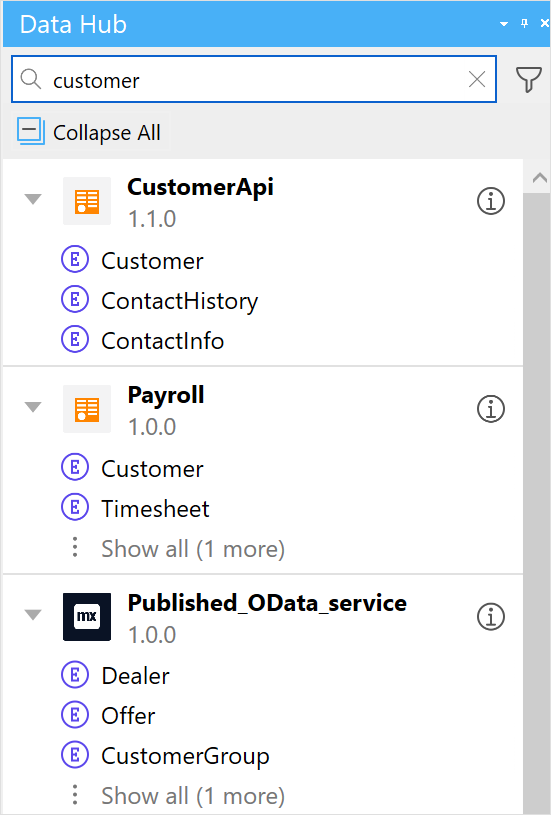 Data Hub
customer
Collapse All
CustomerApi
1.1.0
E Customer
E ContactHistory
E ContactInfo
Payroll
1.0.0
E Customer
E Timesheet
Show all (1 more)
mx Published_OData_service
1.0.0
E Dealer
E Offer
E CustomerGroup
Show all (1 more)